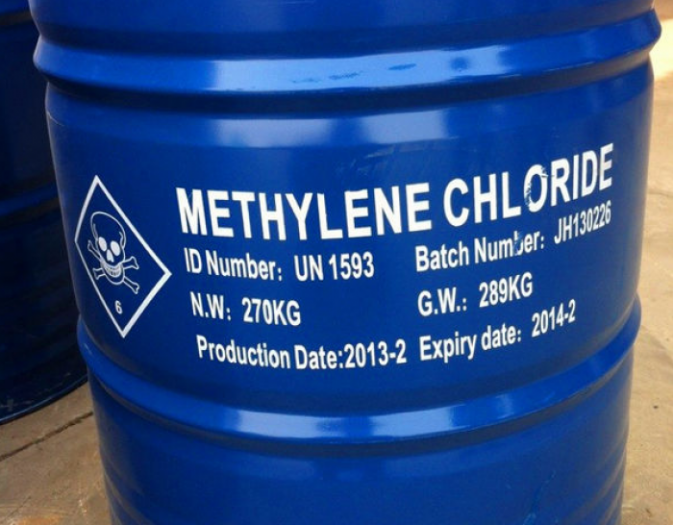 METHYLENE CHLORIDE
ID Number: UN 1593 Batch Number: JH130226
N.W: 270KG G.W.: 289KG
Production Date:2013-2 Expiry date: 2014-2
6